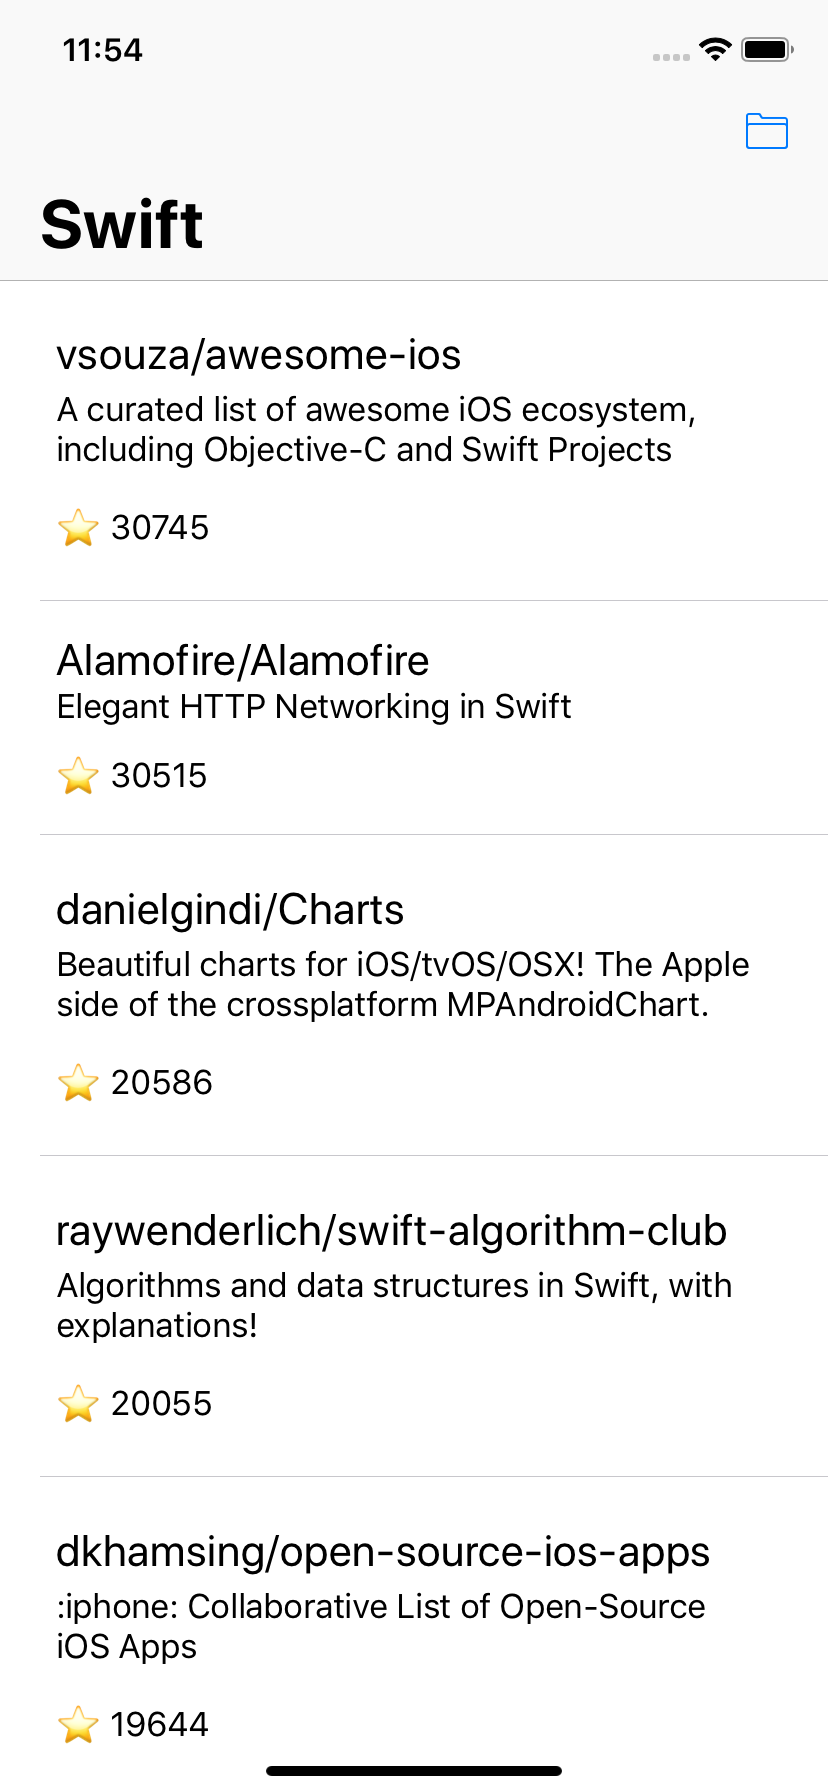 11:54
Swift
vsouza/awesome-ios
A curated list of awesome iOS ecosystem,
including Objective-C and Swift Projects
⭐ 30745
Alamofire/Alamofire
Elegant HTTP Networking in Swift
⭐ 30515
danielgindi/Charts
Beautiful charts for iOS/tvOS/OSX! The Apple
side of the crossplatform MPAndroidChart.
⭐ 20586
raywenderlich/swift-algorithm-club
Algorithms and data structures in Swift, with
explanations!
⭐ 20055
dkhamsing/open-source-ios-apps
:iphone: Collaborative List of Open-Source
iOS Apps
⭐ 19644